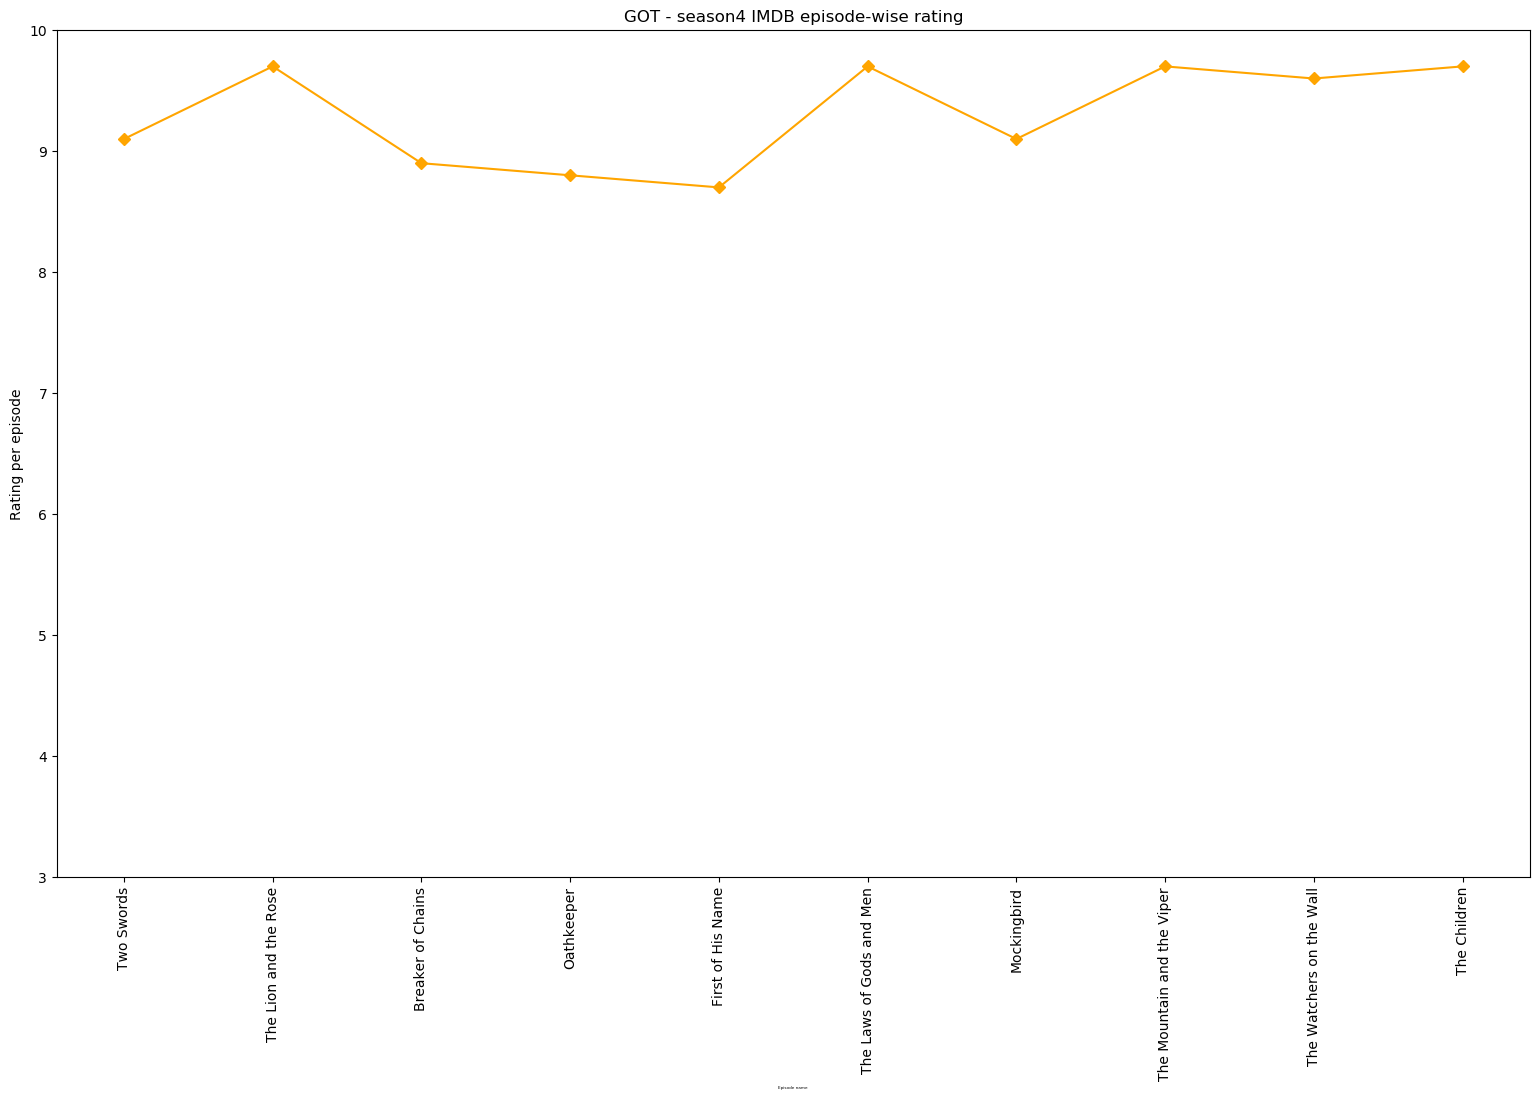 GOT - season4 IMDB episode-wise rating
10
9
8
7
6
5
4
3
Rating per episode
Two Swords
The Lion and the Rose
Breaker of Chains
Oathkeeper
First of His Name
The Laws of Gods and Men
Mockingbird
The Mountain and the Viper
The Watchers on the Wall
The Children
Episode name